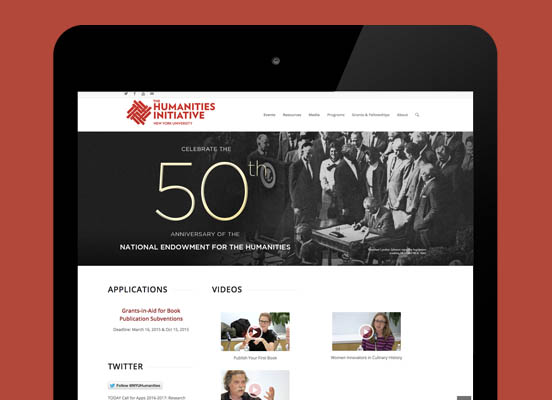 THE
HUMANITIES
INITIATIVE
NEW YORK UNIVERSITY
Events Resources Media Programs Grants & Fellowships About
CELEBRATE THE
50th
ANNIVERSARY OF THE
NATIONAL ENDOWMENT FOR THE HUMANITIES
APPLICATIONS
Grants-in-Aid for Book
Publication Subventions
Deadline: March 16, 2015 & Oct 15, 2015
VIDEOS
Publish Your First Book
Women Innovators in Culinary History
TWITTER
Follow @NYUHumanities
TODAY Call for Apps 2016-2017: Research